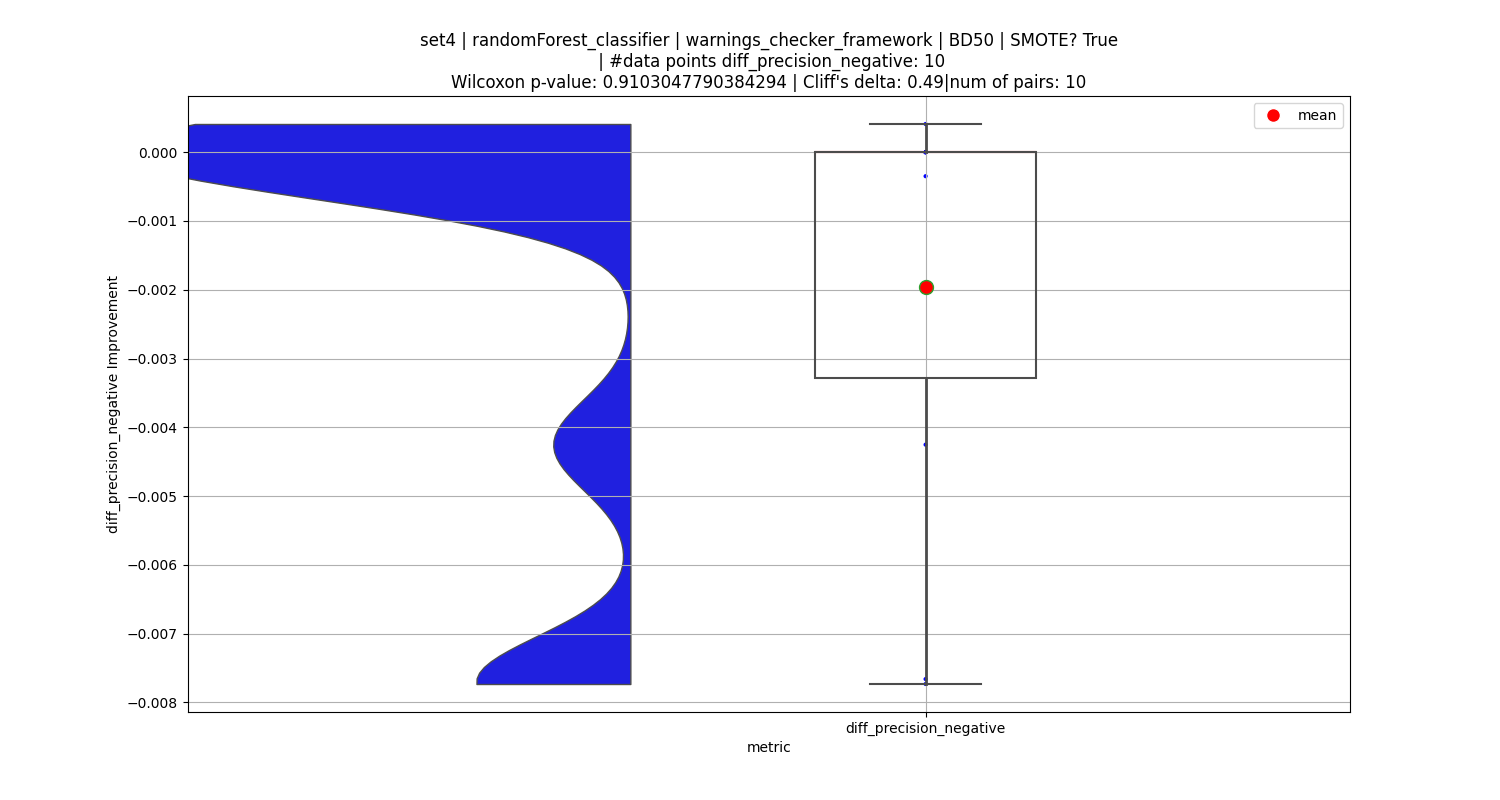 set4 | randomForest_classifier | warnings_checker_framework | BD50 | SMOTE? True
| #data points diff_precision_negative: 10
Wilcoxon p-value: 0.9103047790384294 | Cliff's delta: 0.49|num of pairs: 10
mean
0.000
−0.001
−0.002
−0.003
−0.004
−0.005
−0.006
−0.007
−0.008
diff_precision_negative Improvement
diff_precision_negative
metric